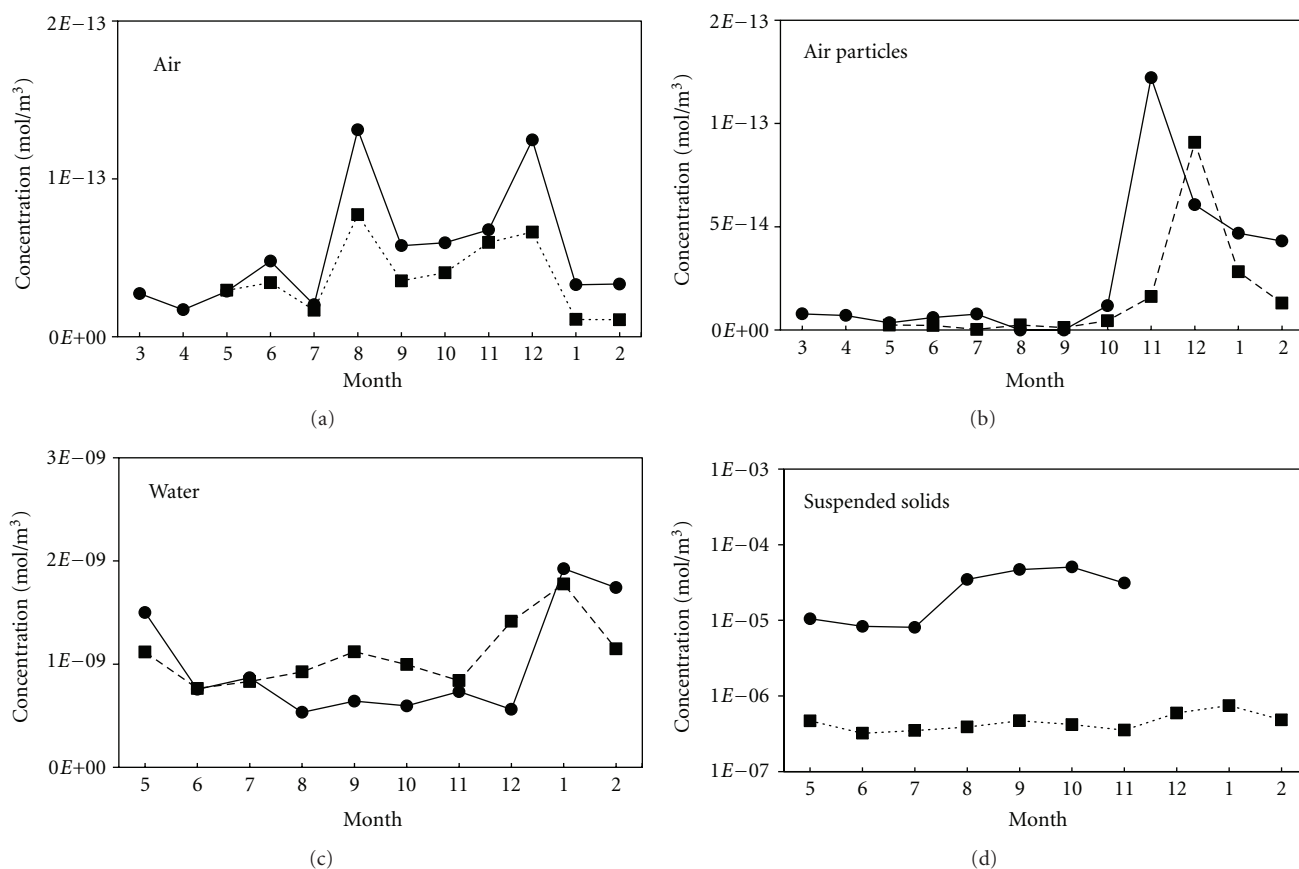 2E−13
Air
1E−13
0E+00
3 4 5 6 7 8 9 10 11 12 1 2
Month
Concentration (mol/m³)
(a)
2E−13
Air particles
1E−13
5E−14
0E+00
3 4 5 6 7 8 9 10 11 12 1 2
Month
Concentration (mol/m³)
(b)
3E−09
Water
2E−09
1E−09
0E+00
5 6 7 8 9 10 11 12 1 2
Month
Concentration (mol/m³)
(c)
1E−03
Suspended solids
1E−04
1E−05
1E−06
1E−07
5 6 7 8 9 10 11 12 1 2
Month
Concentration (mol/m³)
(d)